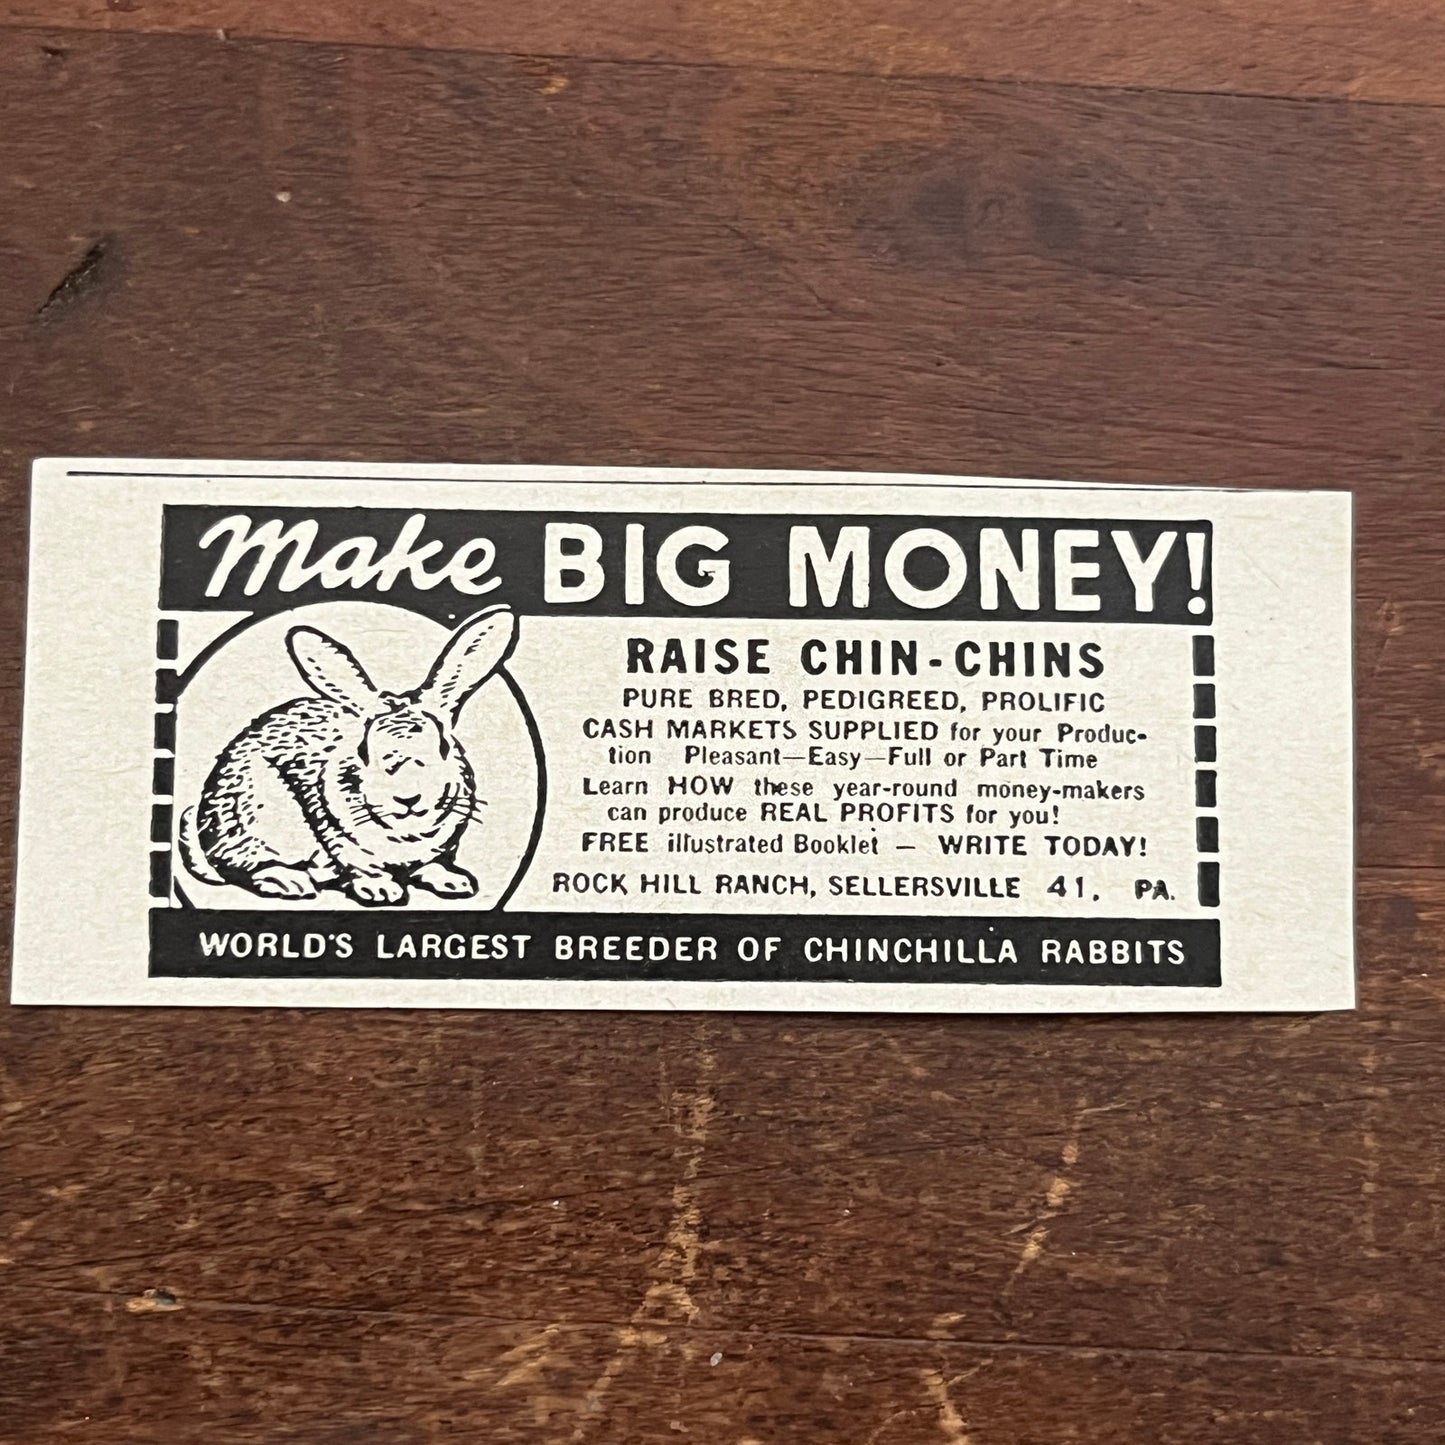 Make BIG MONEY!
RAISE CHIN-CHINS
PURE BRED, PEDIGREED, PROLIFIC
CASH MARKETS SUPPLIED for your Produc-
tion Pleasant—Easy—Full or Part Time
Learn HOW these year-round money-makers
can produce REAL PROFITS for you!
FREE illustrated Booklet — WRITE TODAY!
ROCK HILL RANCH, SELLERSVILLE 41, PA.
WORLD'S LARGEST BREEDER OF CHINCHILLA RABBITS